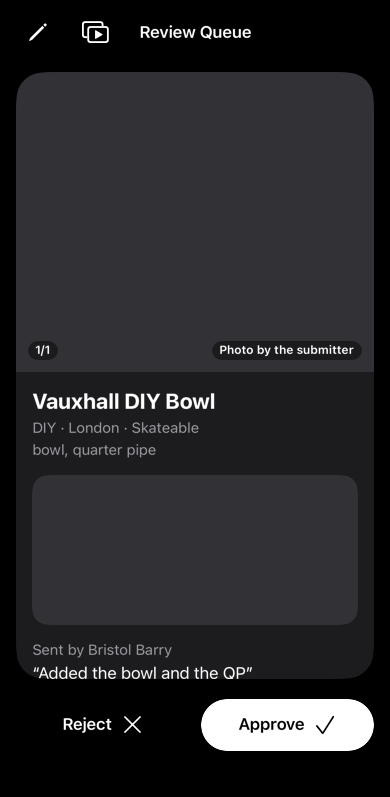 Review Queue
1/1
Photo by the submitter
Vauxhall DIY Bowl
DIY · London · Skateable
bowl, quarter pipe
Sent by Bristol Barry
“Added the bowl and the QP”
Reject
Approve